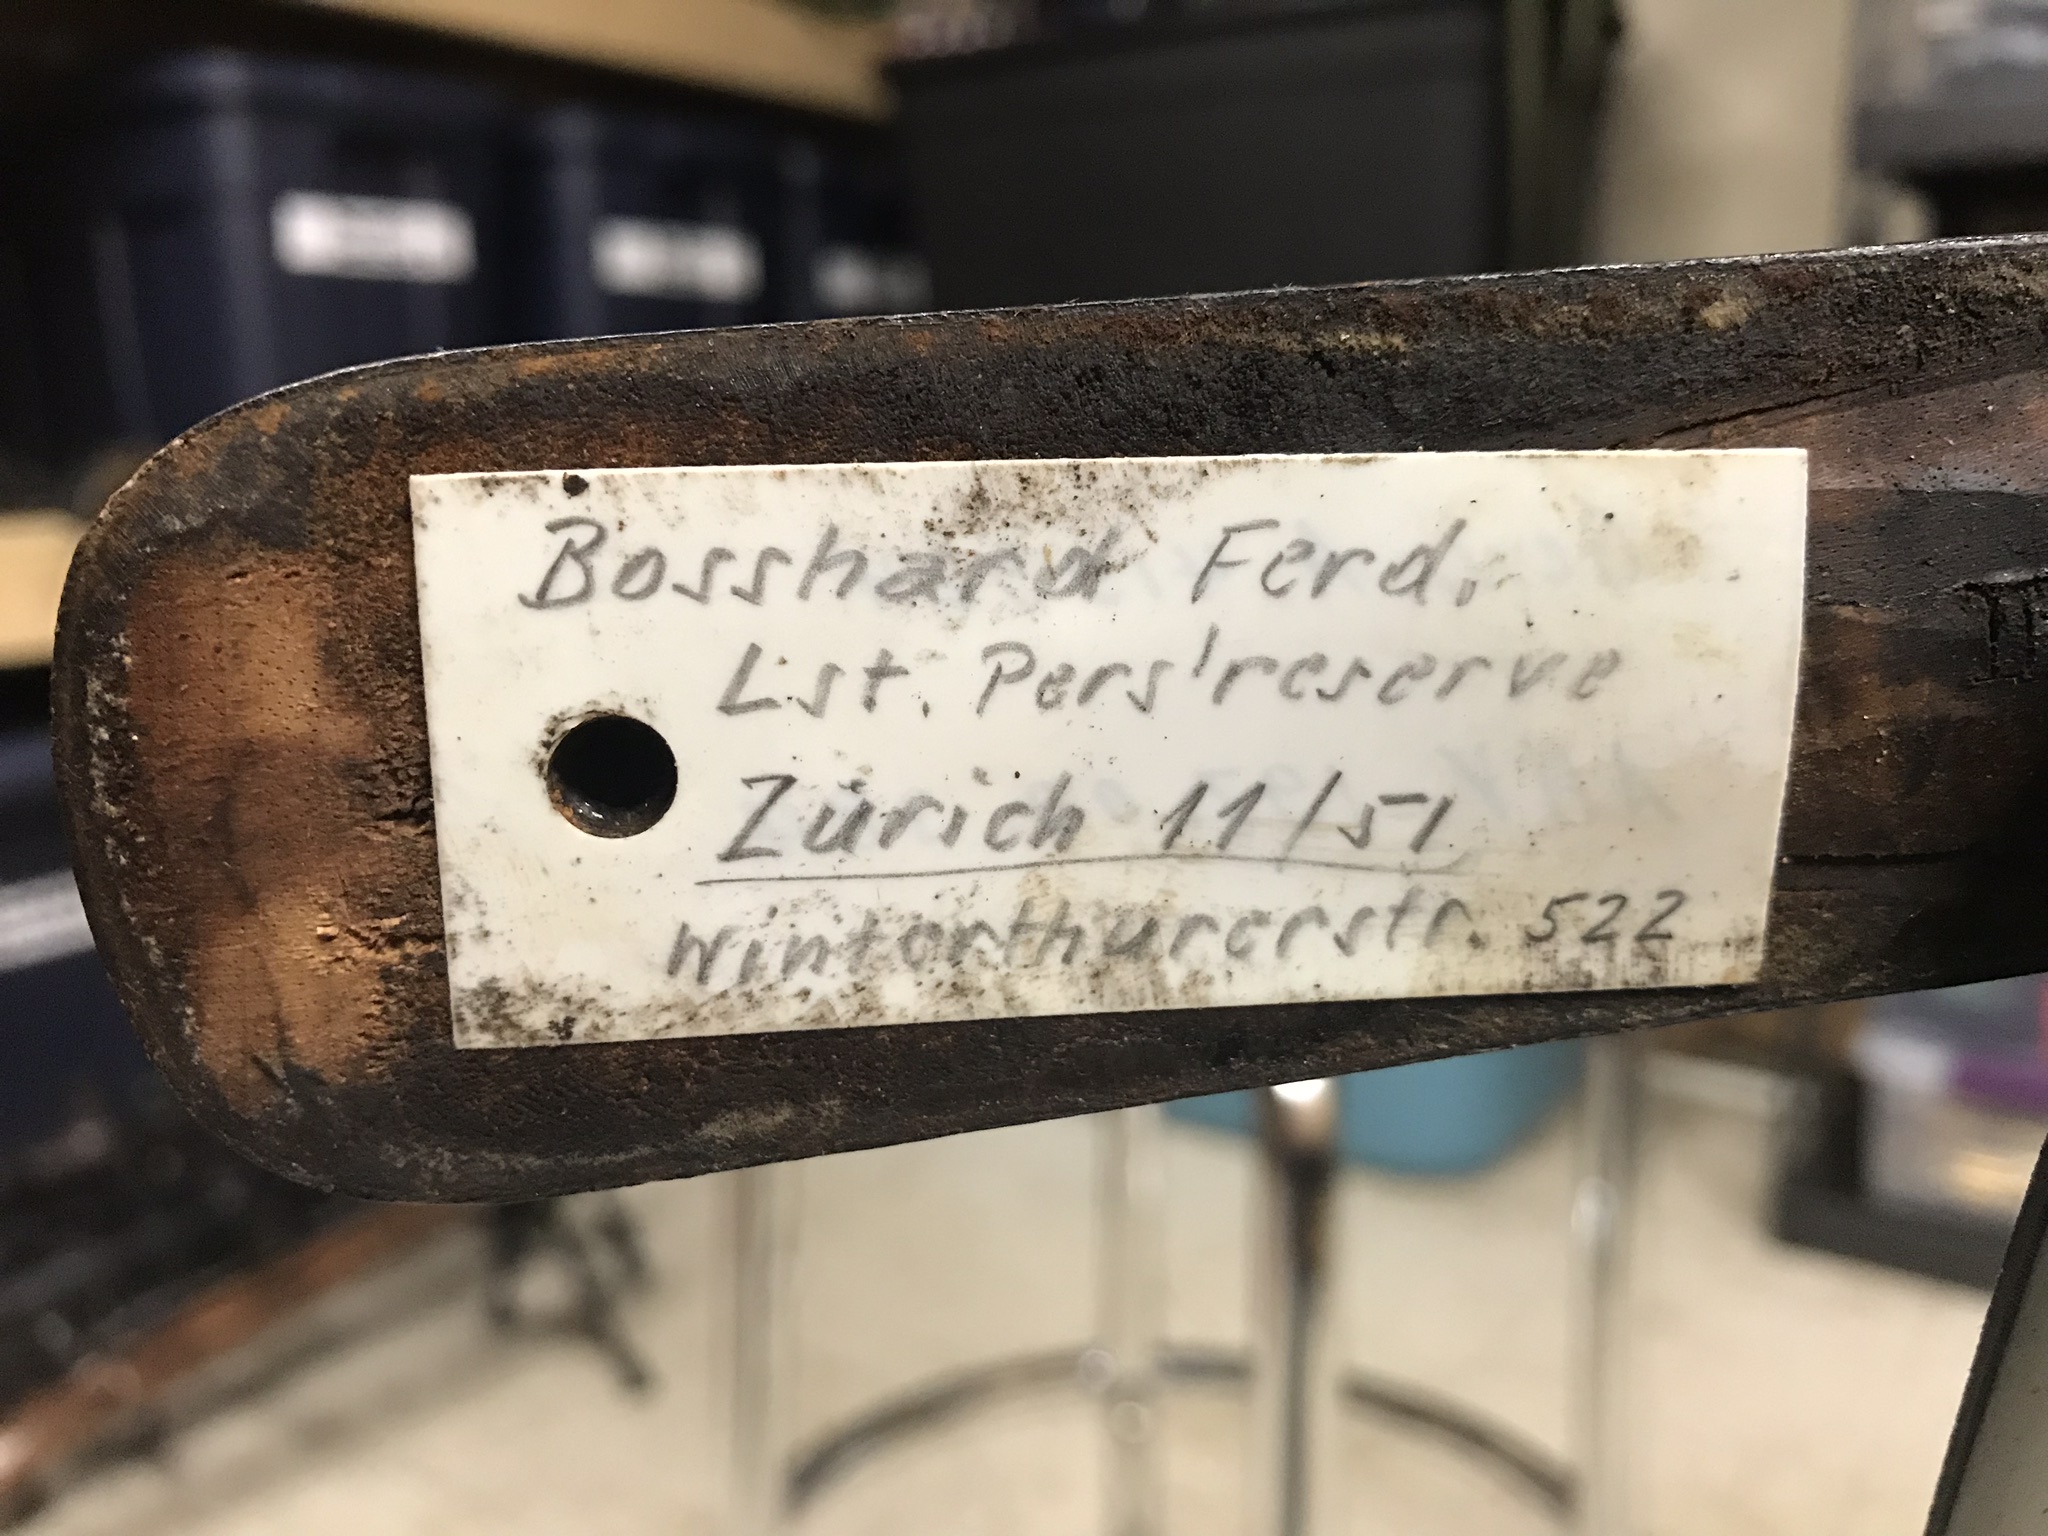 Bosshard Ferd.
Lst. Pers'reserve
Zürich 11/51
Winterthurerstr. 522